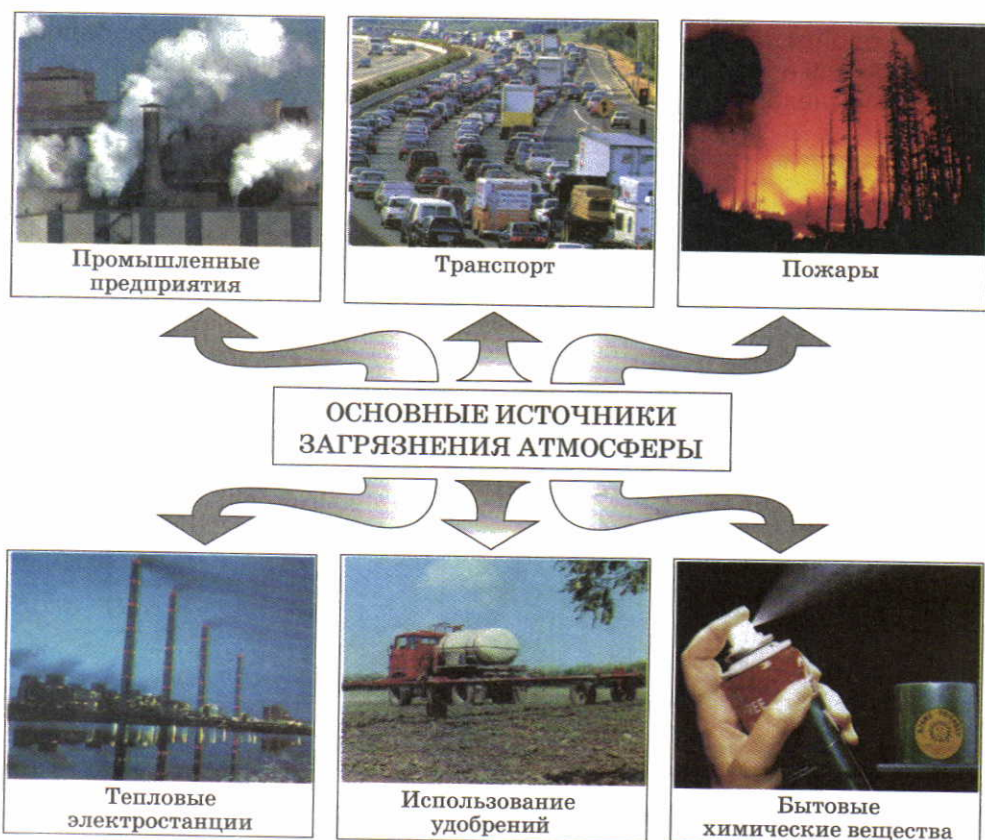 Промышленные
предприятия
Транспорт
Пожары
ОСНОВНЫЕ ИСТОЧНИКИ
ЗАГРЯЗНЕНИЯ АТМОСФЕРЫ
Тепловые
электростанции
Использование
удобрений
Бытовые
химические вещества